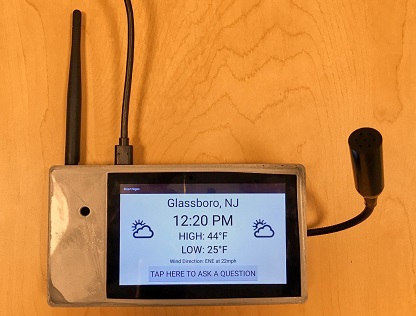 Glassboro, NJ
12:20 PM
HIGH: 44°F
LOW: 25°F
Wind Direction: ENE at 22mph
TAP HERE TO ASK A QUESTION